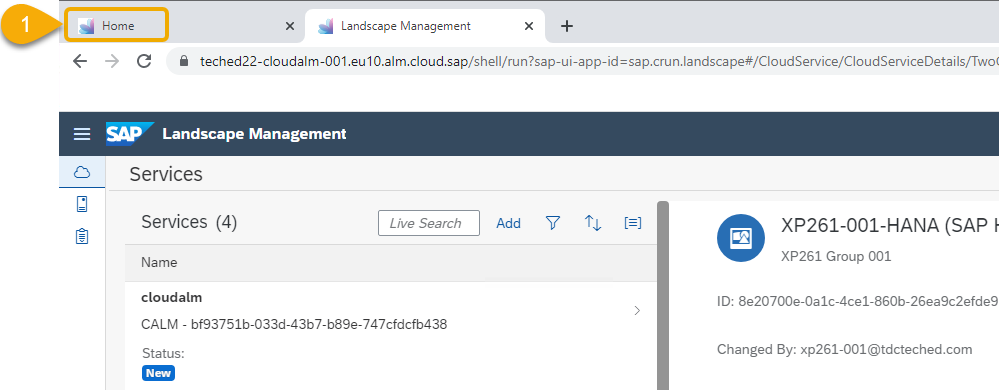 1
Home
Landscape Management
teched22-cloudalm-001.eu10.alm.cloud.sap/shell/run?sap-ui-app-id=sap.crun.landscape#/CloudService/CloudServiceDetails/Two
SAP Landscape Management
Services
Services (4)
Live Search
Add
XP261-001-HANA (SAP H
XP261 Group 001
Name
cloudalm
CALM - bf93751b-033d-43b7-b89e-747cfdcfb438
Status:
New
ID: 8e20700e-0a1c-4ce1-860b-26ea9c2efde9
Changed By: xp261-001@tdcteched.com